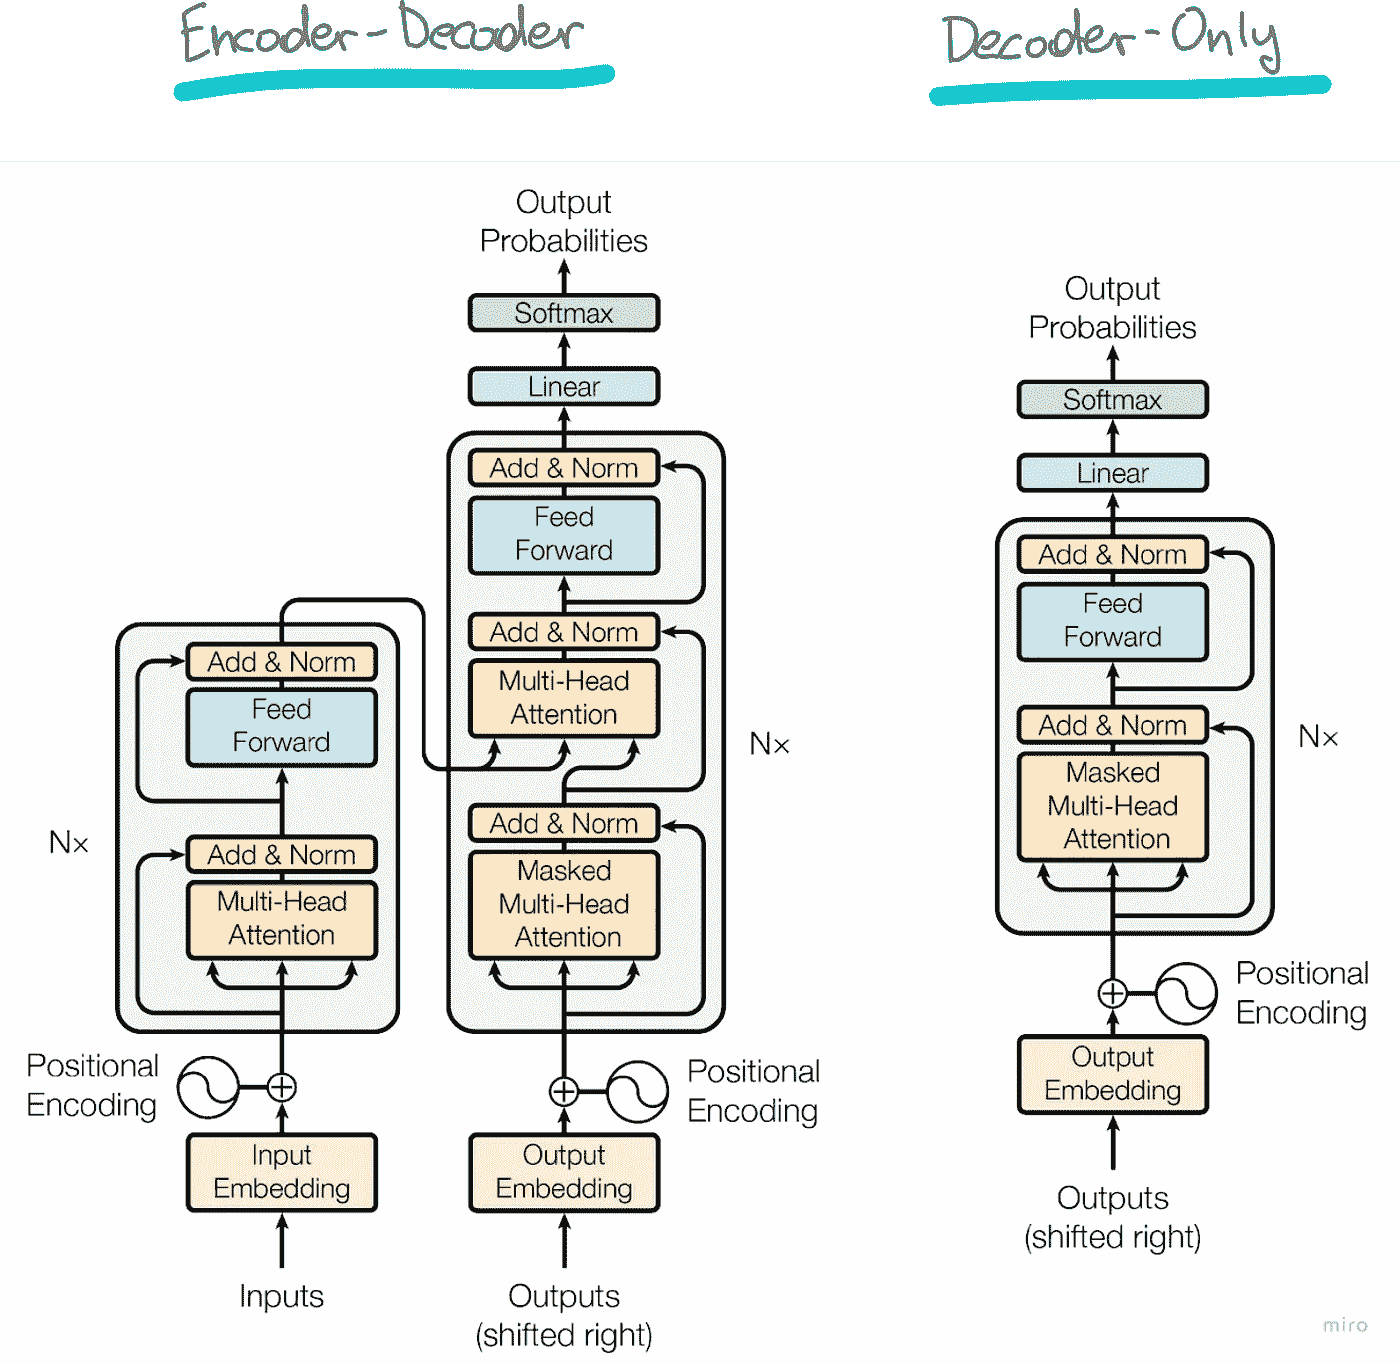 Encoder-Decoder
Decoder-Only
Output
Probabilities
Softmax
Linear
Add & Norm
Feed
Forward
Add & Norm
Multi-Head
Attention
Add & Norm
Masked
Multi-Head
Attention
Nx
Positional
Encoding
Output
Embedding
Outputs
(shifted right)
Add & Norm
Feed
Forward
Add & Norm
Multi-Head
Attention
Nx
Positional
Encoding
Input
Embedding
Inputs
Output
Probabilities
Softmax
Linear
Add & Norm
Feed
Forward
Add & Norm
Masked
Multi-Head
Attention
Nx
Positional
Encoding
Output
Embedding
Outputs
(shifted right)
miro